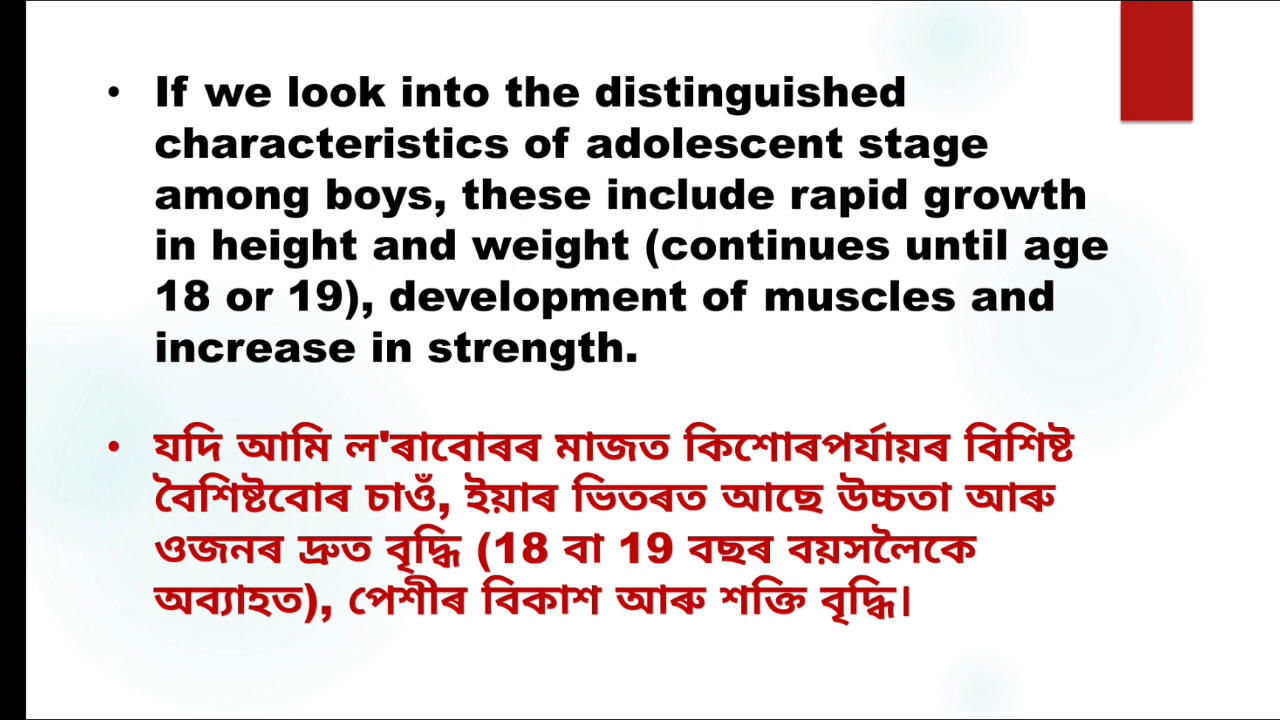 • If we look into the distinguished
characteristics of adolescent stage
among boys, these include rapid growth
in height and weight (continues until age
18 or 19), development of muscles and
increase in strength.
• যদি আমি ল'ৰাবোৰৰ মাজত কিশোৰপৰ্যায়ৰ বিশিষ্ট
বৈশিষ্টবোৰ চাওঁ, ইয়াৰ ভিতৰত আছে উচ্চতা আৰু
ওজনৰ দ্ৰুত বৃদ্ধি (18 বা 19 বছৰ বয়সলৈকে
অব্যাহত), পেশীৰ বিকাশ আৰু শক্তি বৃদ্ধি।